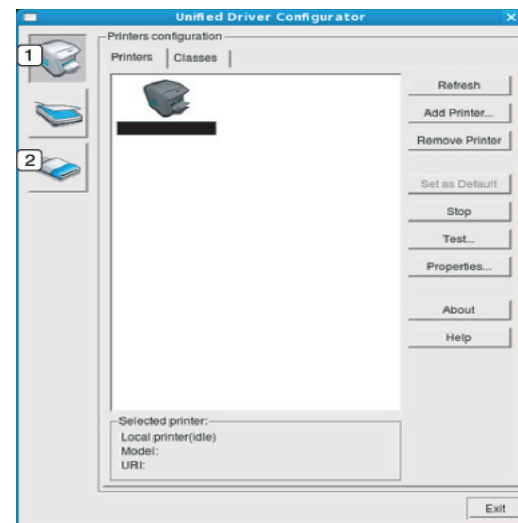 Unified Driver Configurator
Printers configuration
1
Printers Classes
Refresh
Add Printer...
Remove Printer
2
Set as Default
Stop
Test...
Properties...
About
Help
Selected printer:
Local printer(idle)
Model:
URI:
Exit